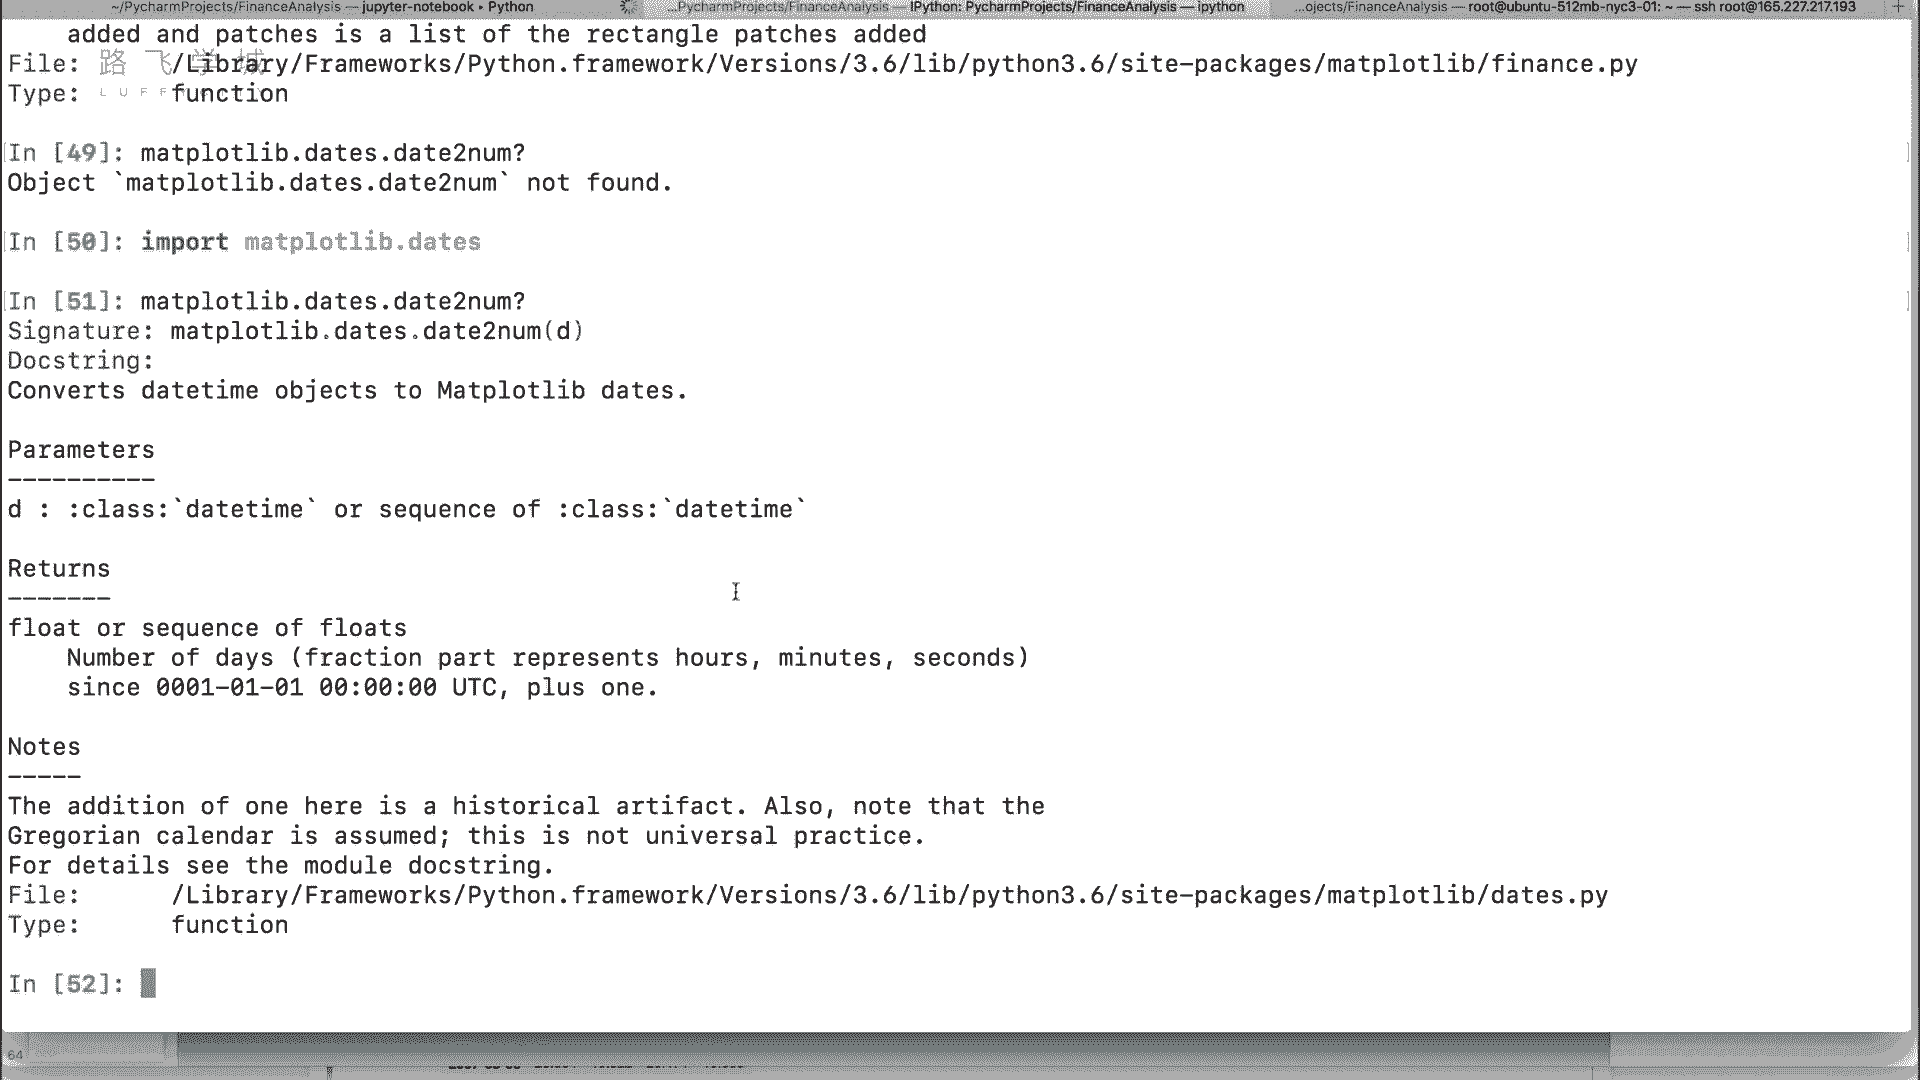 ~/PycharmProjects/FinanceAnalysis — jupyter-notebook • Python
...PycharmProjects/FinanceAnalysis — IPython: PycharmProjects/FinanceAnalysis — ipython
...ojects/FinanceAnalysis — root@ubuntu-512mb-nyc3-01: ~ — ssh root@165.227.217.193
added and patches is a list of the rectangle patches added
路飞学城
File: /Library/Frameworks/Python.framework/Versions/3.6/lib/python3.6/site-packages/matplotlib/finance.py
Type: function
In [49]: matplotlib.dates.date2num?
Object `matplotlib.dates.date2num` not found.
In [50]: import matplotlib.dates
In [51]: matplotlib.dates.date2num?
Signature: matplotlib.dates.date2num(d)
Docstring:
Converts datetime objects to Matplotlib dates.
Parameters
----------
d : :class:`datetime` or sequence of :class:`datetime`
Returns
-------
float or sequence of floats
Number of days (fraction part represents hours, minutes, seconds)
since 0001-01-01 00:00:00 UTC, plus one.
Notes
-----
The addition of one here is a historical artifact. Also, note that the
Gregorian calendar is assumed; this is not universal practice.
For details see the module docstring.
File: /Library/Frameworks/Python.framework/Versions/3.6/lib/python3.6/site-packages/matplotlib/dates.py
Type: function
In [52]:
64